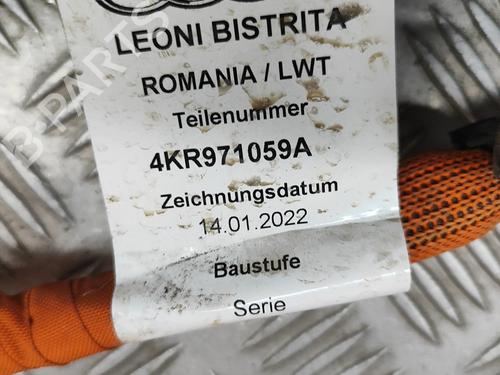 LEONI BISTRITA
ROMANIA / LWT
Teilenummer
4KR971059A
Zeichnungsdatum
14.01.2022
Baustufe
Serie